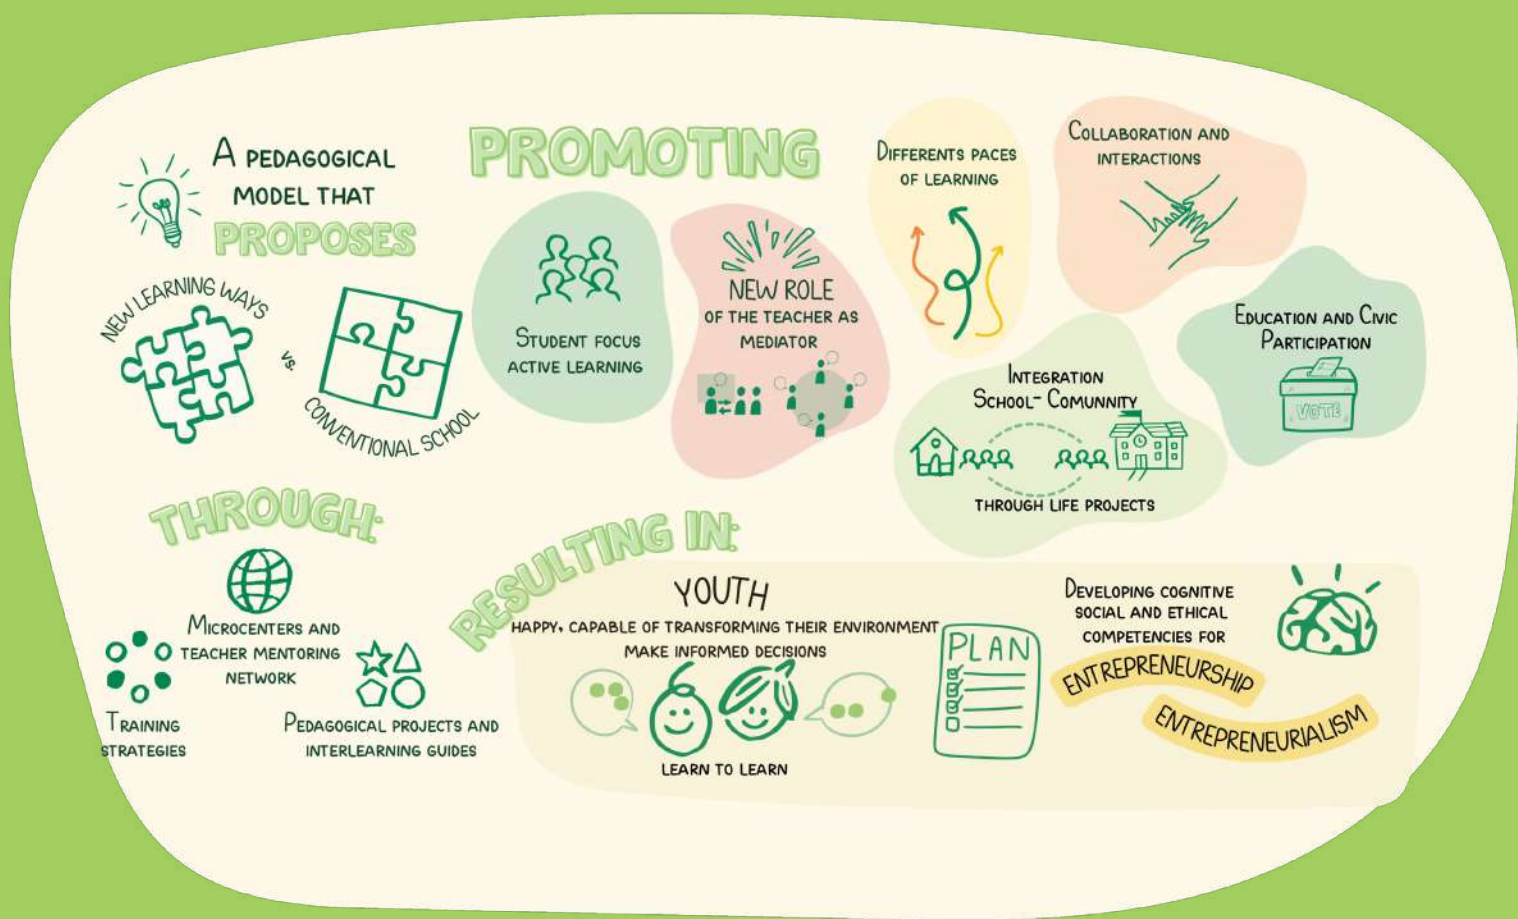 A PEDAGOGICAL
MODEL THAT
PROPOSES
NEW LEARNING WAYS
vs.
CONVENTIONAL SCHOOL
PROMOTING
STUDENT FOCUS
ACTIVE LEARNING
NEW ROLE
OF THE TEACHER AS
MEDIATOR
DIFFERENTS PACES
OF LEARNING
COLLABORATION AND
INTERACTIONS
INTEGRATION
SCHOOL- COMUNNITY
THROUGH LIFE PROJECTS
EDUCATION AND CIVIC
PARTICIPATION
VOTE
THROUGH:
MICROCENTERS AND
TEACHER MENTORING
NETWORK
TRAINING
STRATEGIES
PEDAGOGICAL PROJECTS AND
INTERLEARNING GUIDES
RESULTING IN:
YOUTH
HAPPY, CAPABLE OF TRANSFORMING THEIR ENVIRONMENT
MAKE INFORMED DECISIONS
LEARN TO LEARN
PLAN
DEVELOPING COGNITIVE
SOCIAL AND ETHICAL
COMPETENCIES FOR
ENTREPRENEURSHIP
ENTREPRENEURIALISM